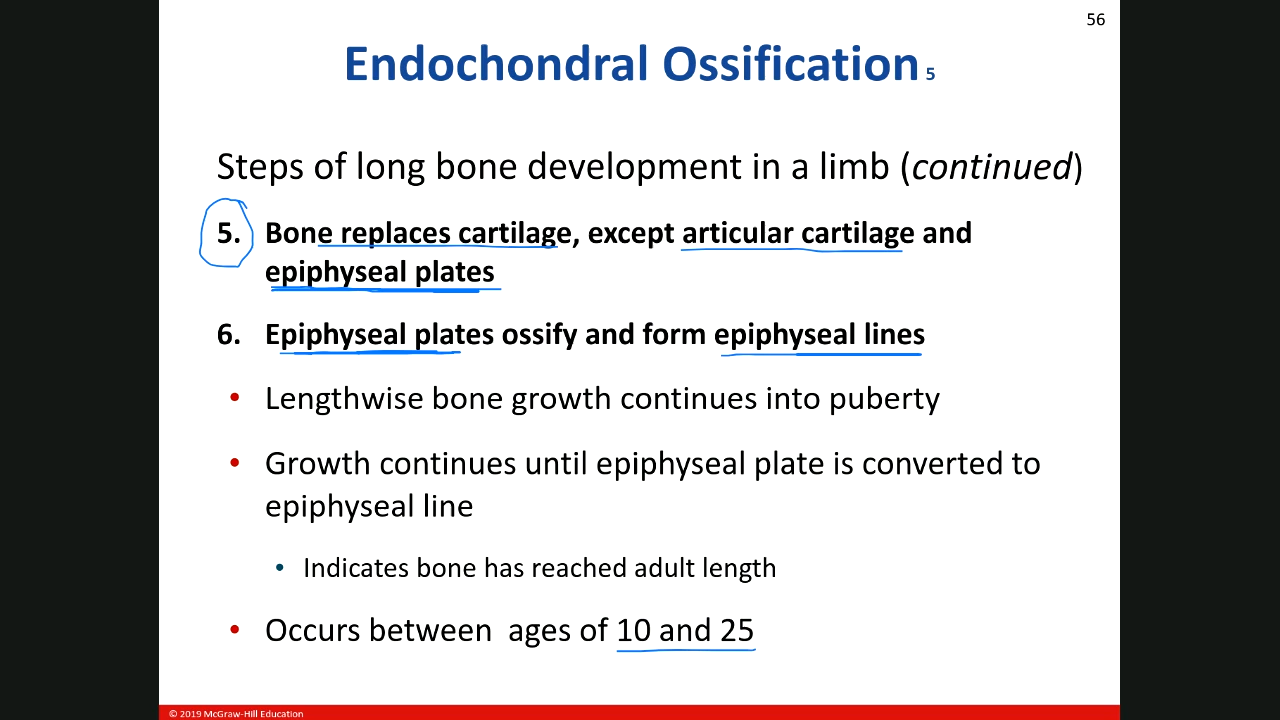 56
Endochondral Ossification 5
Steps of long bone development in a limb (continued)
5. Bone replaces cartilage, except articular cartilage and
epiphyseal plates
6. Epiphyseal plates ossify and form epiphyseal lines
• Lengthwise bone growth continues into puberty
• Growth continues until epiphyseal plate is converted to
epiphyseal line
• Indicates bone has reached adult length
• Occurs between ages of 10 and 25
© 2019 McGraw-Hill Education